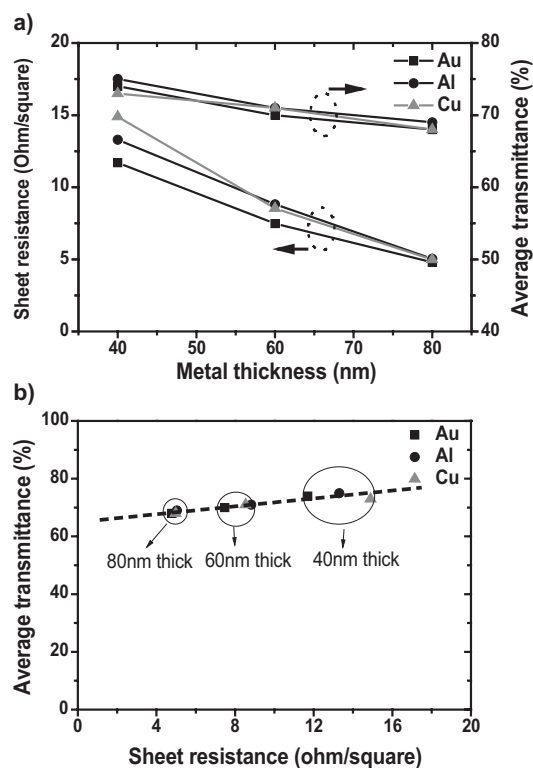 a)
20
15
10
5
0
Sheet resistance (Ohm/square)
80
70
60
50
40
Average transmittance (%)
Au
Al
Cu
40 50 60 70 80
Metal thickness (nm)
b)
100
80
60
40
20
0
Average transmittance (%)
Au
Al
Cu
80nm thick
60nm thick
40nm thick
0 4 8 12 16 20
Sheet resistance (ohm/square)